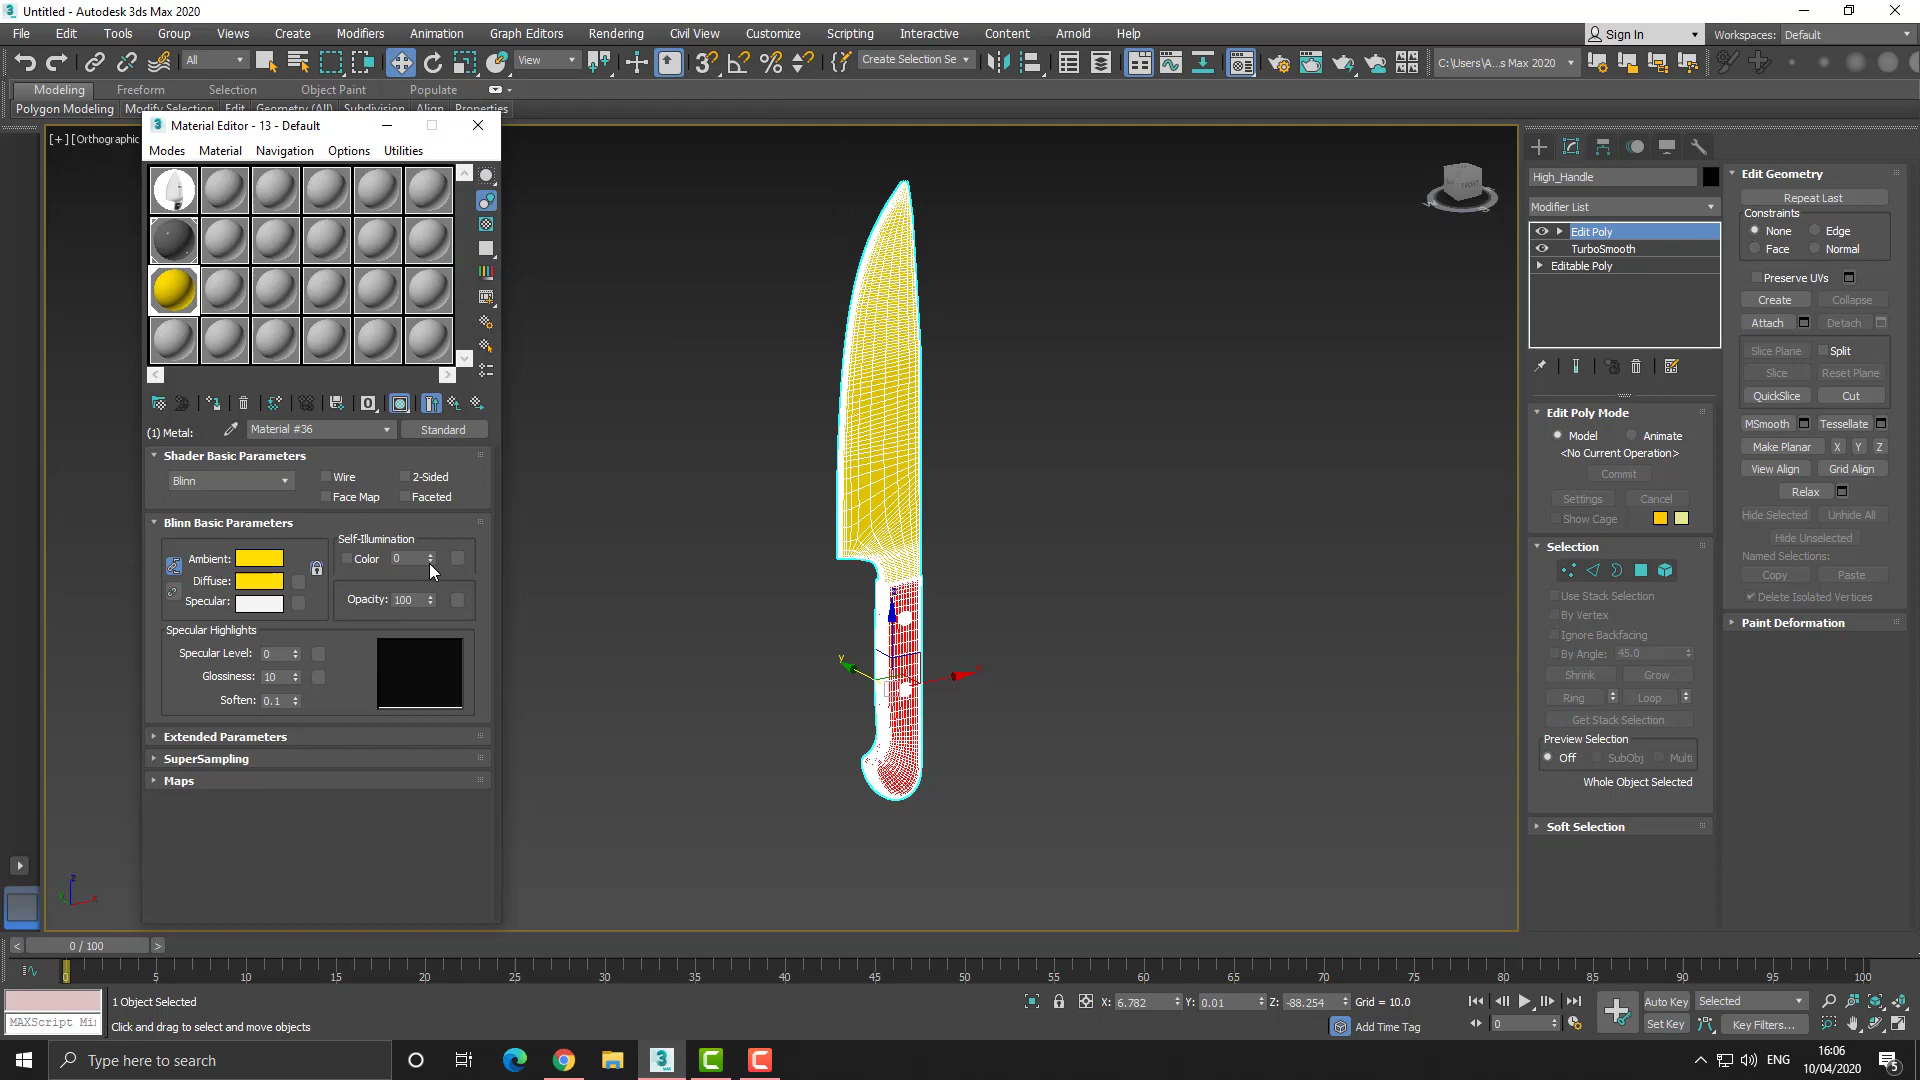 Untitled - Autodesk 3ds Max 2020
File Edit Tools Group Views Create Modifiers Animation Graph Editors Rendering Civil View Customize Scripting Interactive Content Arnold Help
Sign In Workspaces: Default
All View Create Selection Se C:\Users\A...s Max 2020
Modeling Freeform Selection Object Paint Populate
Polygon Modeling Modify Selection Edit Geometry (All) Subdivision Align Properties
[+] [Orthographic
Material Editor - 13 - Default
Modes Material Navigation Options Utilities
(1) Metal: Material #36 Standard
Shader Basic Parameters
Blinn Wire 2-Sided
Face Map Faceted
Blinn Basic Parameters
Self-Illumination
Ambient: Color 0
Diffuse:
Specular: Opacity: 100
Specular Highlights
Specular Level: 0
Glossiness: 10
Soften: 0.1
Extended Parameters
SuperSampling
Maps
FRONT
y
z
x
High_Handle
Modifier List
Edit Poly
TurboSmooth
Editable Poly
Edit Poly Mode
Model Animate
<No Current Operation>
Commit
Settings Cancel
Show Cage
Selection
Use Stack Selection
By Vertex
Ignore Backfacing
By Angle: 45.0
Shrink Grow
Ring Loop
Get Stack Selection
Preview Selection
Off SubObj Multi
Whole Object Selected
Soft Selection
Edit Geometry
Repeat Last
Constraints
None Edge
Face Normal
Preserve UVs
Create Collapse
Attach Detach
Slice Plane Split
Slice Reset Plane
QuickSlice Cut
MSmooth Tessellate
Make Planar X Y Z
View Align Grid Align
Relax
Hide Selected Unhide All
Hide Unselected
Named Selections:
Copy Paste
Delete Isolated Vertices
Paint Deformation
< 0 / 100 >
0 5 10 15 20 25 30 35 40 45 50 55 60 65 70 75 80 85 90 95 100
1 Object Selected X: 6.782 Y: 0.01 Z: -88.254 Grid = 10.0 Auto Key Selected
MAXScript Mi Click and drag to select and move objects Add Time Tag 0 Set Key Key Filters...
Type here to search
ENG
16:06
10/04/2020
5